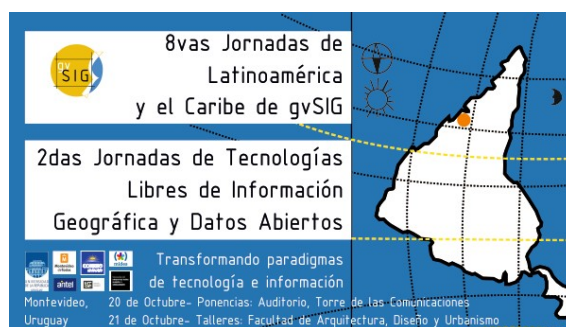 gv
SIG
8vas Jornadas de
Latinoamérica
y el Caribe de gvSIG
2das Jornadas de Tecnologías
Libres de Información
Geográfica y Datos Abiertos
Transformando paradigmas
de tecnología e información
antel
Montevideo, 20 de Octubre- Ponencias: Auditorio, Torre de las Comunicaciones
Uruguay 21 de Octubre- Talleres: Facultad de Arquitectura, Diseño y Urbanismo